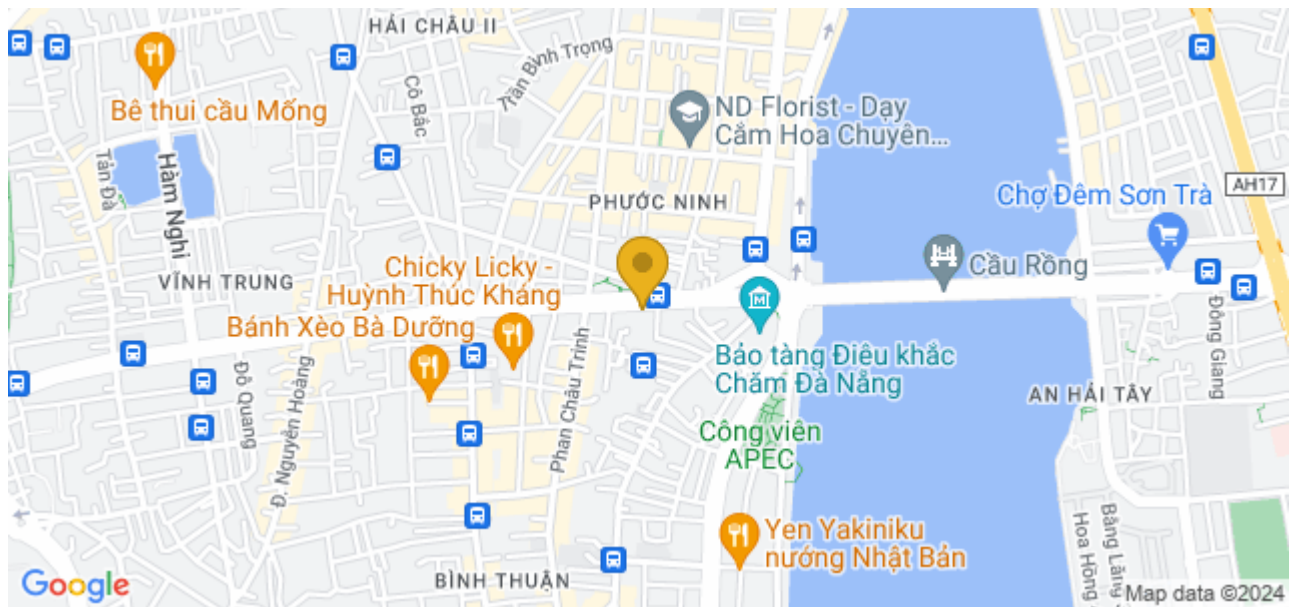 HẢI CHÂU II
Trần Bình Trọng
Cô Bắc
Bê thui cầu Mống
Tản Đà
Hàm Nghi
ND Florist - Dạy
Cắm Hoa Chuyên...
PHƯỚC NINH
AH17
Chợ Đêm Sơn Trà
Cầu Rồng
VĨNH TRUNG
Chicky Licky -
Huỳnh Thúc Kháng
Bánh Xèo Bà Dưỡng
Đông Giang
Bảo tàng Điêu khắc
Chăm Đà Nẵng
Đỗ Quang
Đ. Nguyễn Hoàng
Phan Châu Trinh
AN HẢI TÂY
Công viên
APEC
Yen Yakiniku
nướng Nhật Bản
Bằng Lăng
Hoa Hồng
BÌNH THUẬN
Google
Map data ©2024